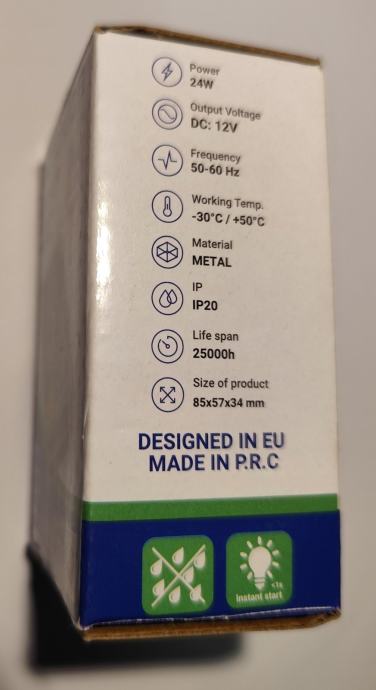 Power
24W
Output Voltage
DC: 12V
Frequency
50-60 Hz
Working Temp.
-30°C / +50°C
Material
METAL
IP
IP20
Life span
25000h
Size of product
85x57x34 mm
DESIGNED IN EU
MADE IN P.R.C
<1s
Instant start